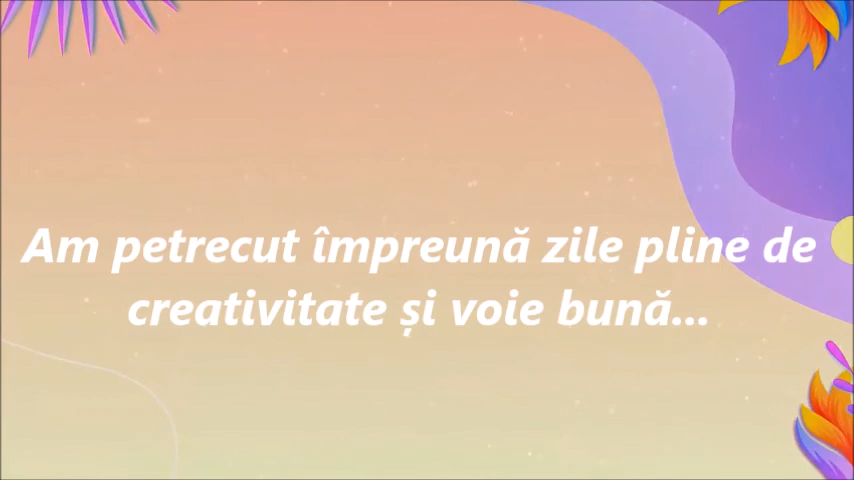 Am petrecut împreună zile pline de
creativitate și voie bună...